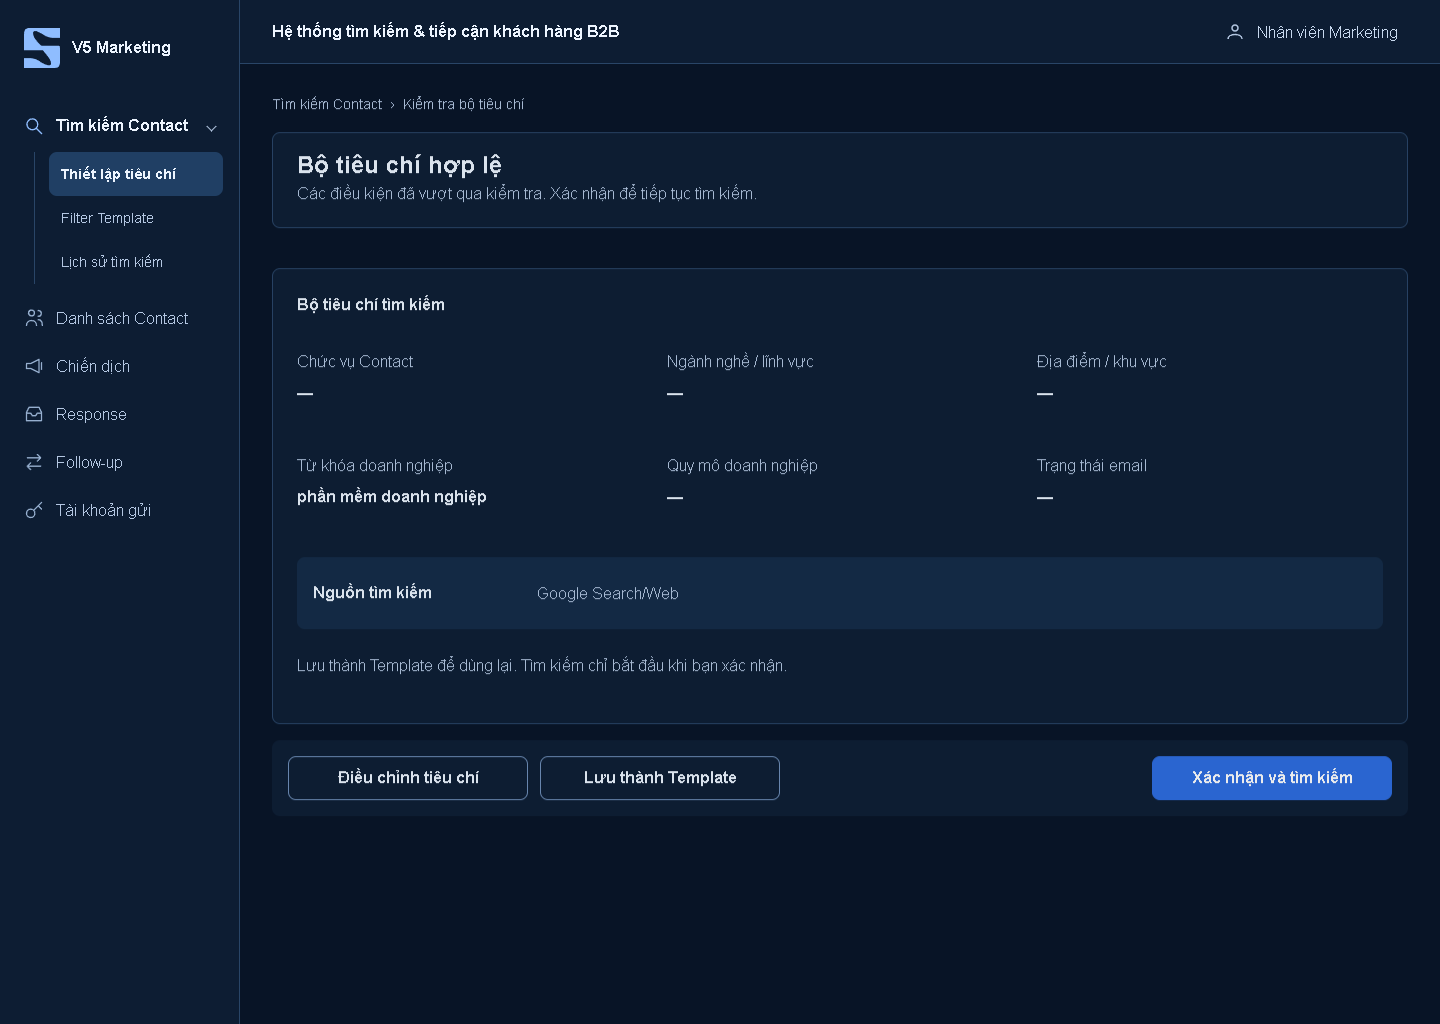 V5 Marketing
Hệ thống tìm kiếm & tiếp cận khách hàng B2B
Nhân viên Marketing
Tìm kiếm Contact
Thiết lập tiêu chí
Filter Template
Lịch sử tìm kiếm
Danh sách Contact
Chiến dịch
Response
Follow-up
Tài khoản gửi
Tìm kiếm Contact › Kiểm tra bộ tiêu chí
Bộ tiêu chí hợp lệ
Các điều kiện đã vượt qua kiểm tra. Xác nhận để tiếp tục tìm kiếm.
Bộ tiêu chí tìm kiếm
Chức vụ Contact
—
Ngành nghề / lĩnh vực
—
Địa điểm / khu vực
—
Từ khóa doanh nghiệp
phần mềm doanh nghiệp
Quy mô doanh nghiệp
—
Trạng thái email
—
Nguồn tìm kiếm
Google Search/Web
Lưu thành Template để dùng lại. Tìm kiếm chỉ bắt đầu khi bạn xác nhận.
Điều chỉnh tiêu chí
Lưu thành Template
Xác nhận và tìm kiếm